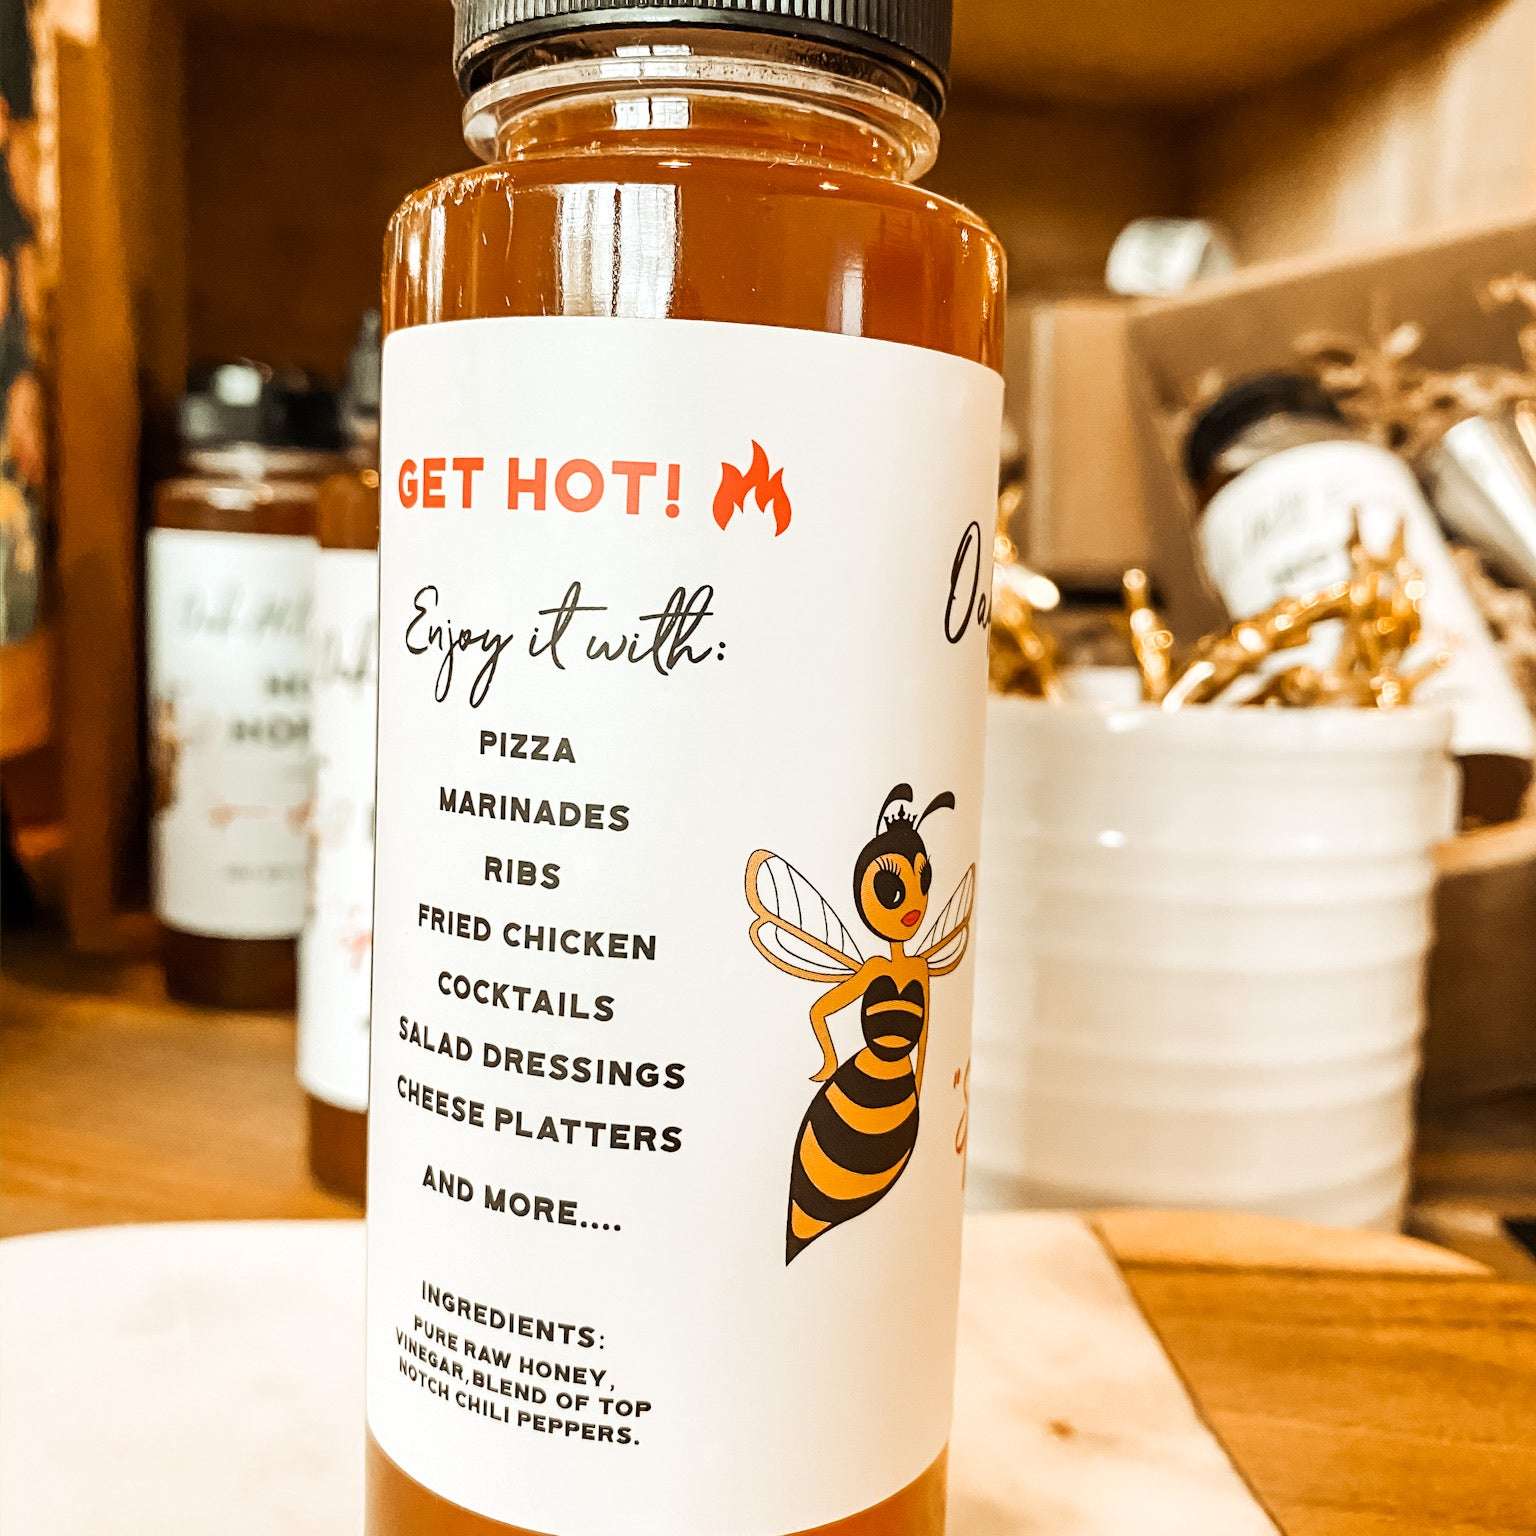 GET HOT!
Enjoy it with:
PIZZA
MARINADES
RIBS
FRIED CHICKEN
COCKTAILS
SALAD DRESSINGS
CHEESE PLATTERS
AND MORE....
INGREDIENTS:
PURE RAW HONEY,
VINEGAR,BLEND OF TOP
NOTCH CHILI PEPPERS.